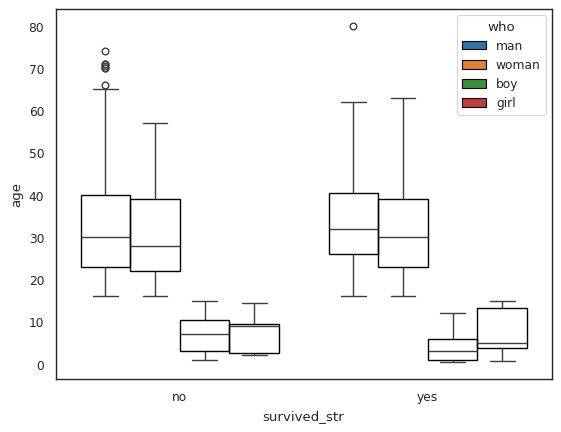 who
man
woman
boy
girl
80
70
60
50
40
30
20
10
0
age
no yes
survived_str